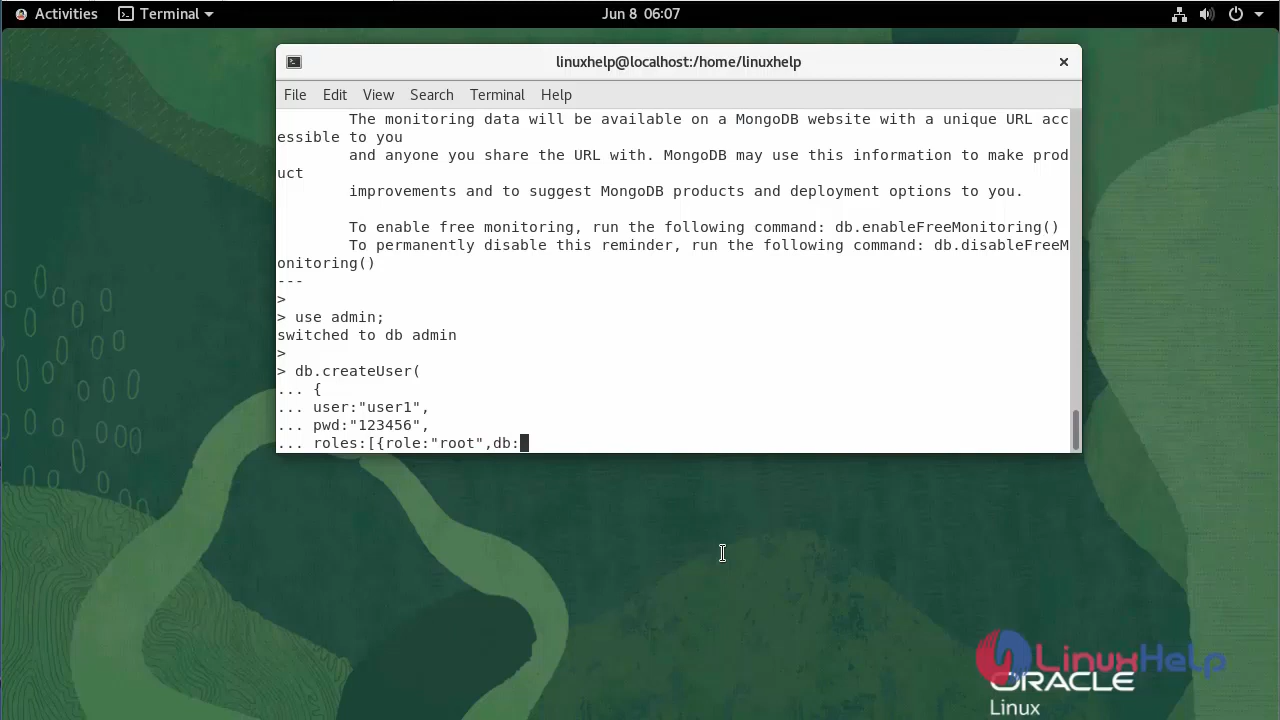 Activities
Terminal
Jun 8 06:07
linuxhelp@localhost:/home/linuxhelp
×
File Edit View Search Terminal Help
The monitoring data will be available on a MongoDB website with a unique URL acc
essible to you
and anyone you share the URL with. MongoDB may use this information to make prod
uct
improvements and to suggest MongoDB products and deployment options to you.
To enable free monitoring, run the following command: db.enableFreeMonitoring()
To permanently disable this reminder, run the following command: db.disableFreeM
onitoring()
---
>
> use admin;
switched to db admin
>
> db.createUser(
... {
... user:"user1",
... pwd:"123456",
... roles:[{role:"root",db:
LinuxHelp
ORACLE
Linux